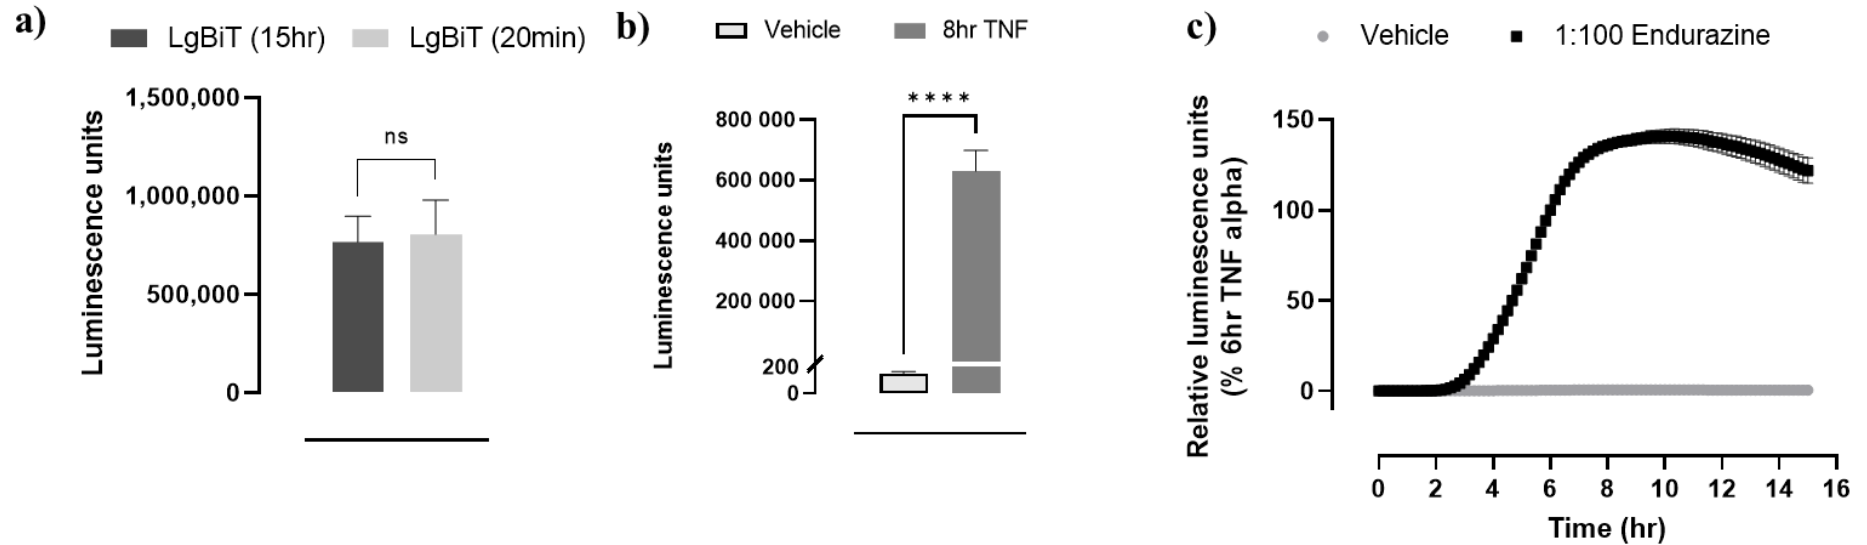 a)
LgBiT (15hr) LgBiT (20min)
Luminescence units
1,500,000
1,000,000
500,000
0
ns
b)
Vehicle 8hr TNF
Luminescence units
800 000
600 000
400 000
200 000
200
0
****
c)
Vehicle 1:100 Endurazine
Relative luminescence units
(% 6hr TNF alpha)
150
100
50
0
0 2 4 6 8 10 12 14 16
Time (hr)